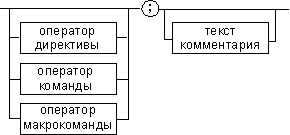 ;
оператор
директивы
текст
комментария
оператор
команды
оператор
макрокоманды